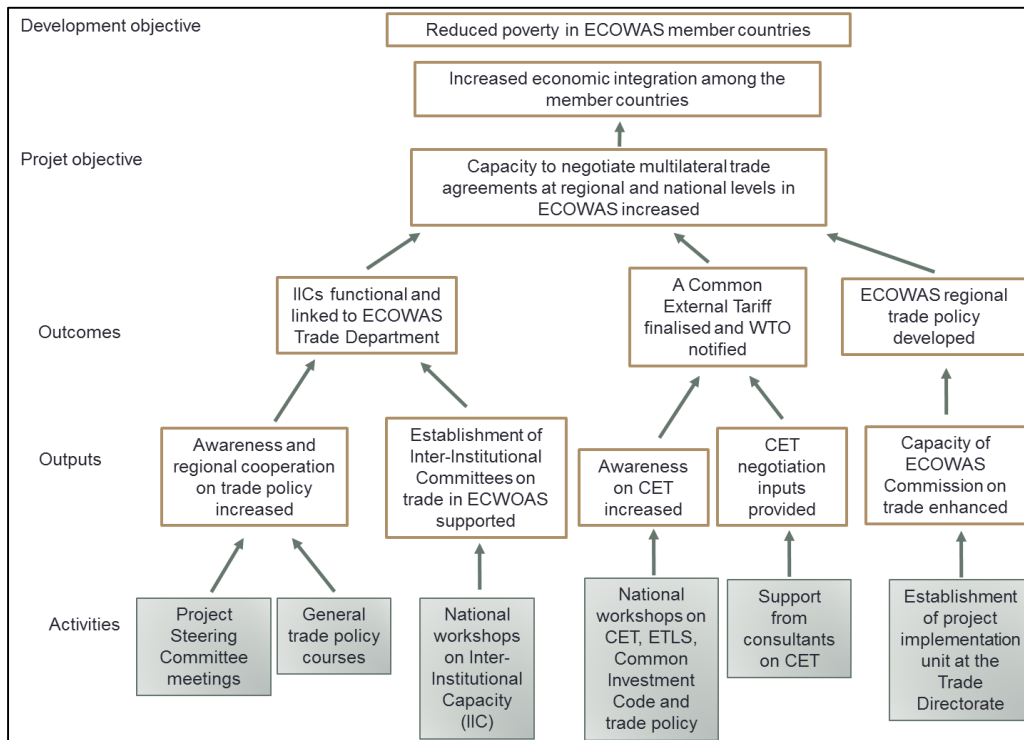 Development objective
Reduced poverty in ECOWAS member countries
Increased economic integration among the
member countries
Projet objective
Capacity to negotiate multilateral trade
agreements at regional and national levels in
ECOWAS increased
Outcomes
IICs functional and
linked to ECOWAS
Trade Department
A Common
External Tariff
finalised and WTO
notified
ECOWAS regional
trade policy
developed
Outputs
Awareness and
regional cooperation
on trade policy
increased
Establishment of
Inter-Institutional
Committees on
trade in ECWOAS
supported
Awareness
on CET
increased
CET
negotiation
inputs
provided
Capacity of
ECOWAS
Commission on
trade enhanced
Activities
Project
Steering
Committee
meetings
General
trade policy
courses
National
workshops
on Inter-
Institutional
Capacity
(IIC)
National
workshops on
CET, ETLS,
Common
Investment
Code and
trade policy
Support
from
consultants
on CET
Establishment
of project
implementation
unit at the
Trade
Directorate